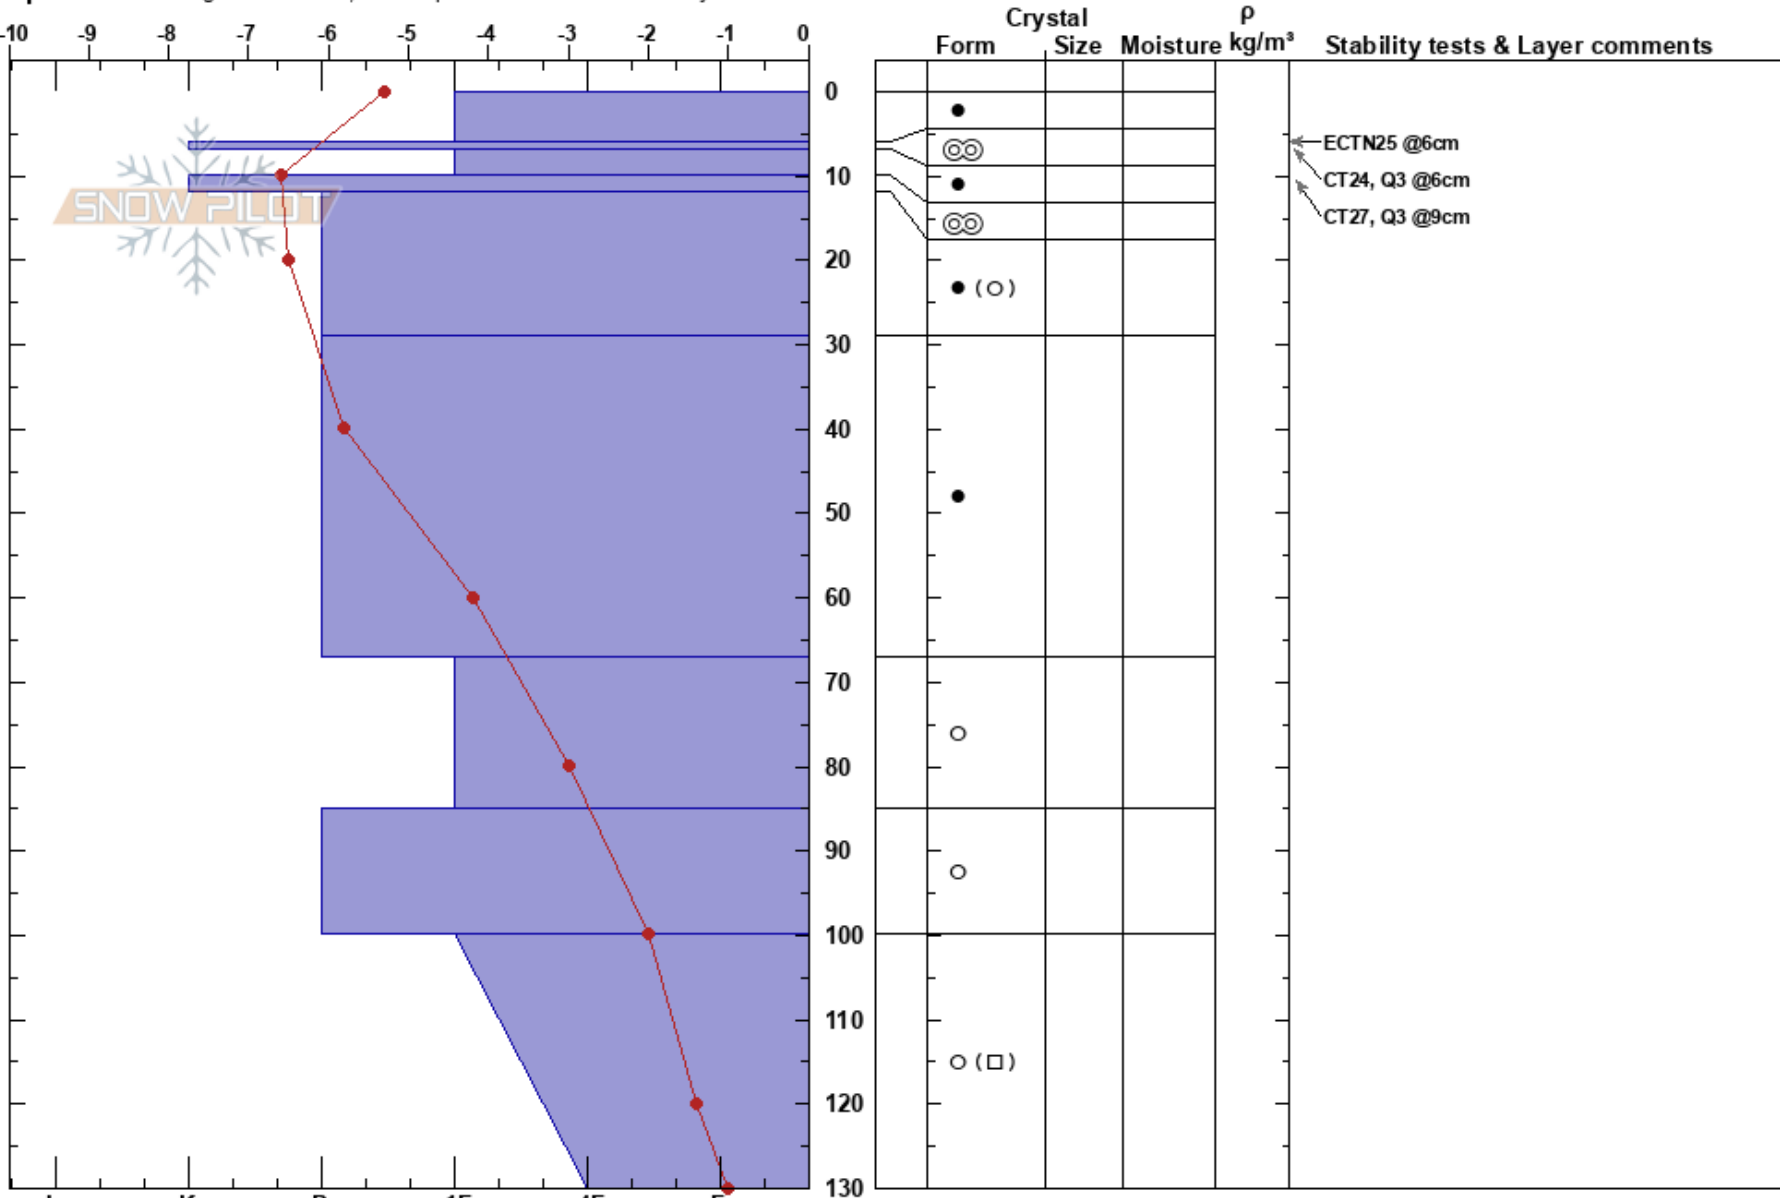 Crystal
ρ
-10 -9 -8 -7 -6 -5 -4 -3 -2 -1 0
Form Size Moisture kg/m³ Stability tests & Layer comments
0
ECTN25 @6cm
10
CT24, Q3 @6cm
SNOW PILOT
CT27, Q3 @9cm
20
( )
30
40
50
60
70
80
90
100
110
( )
120
130